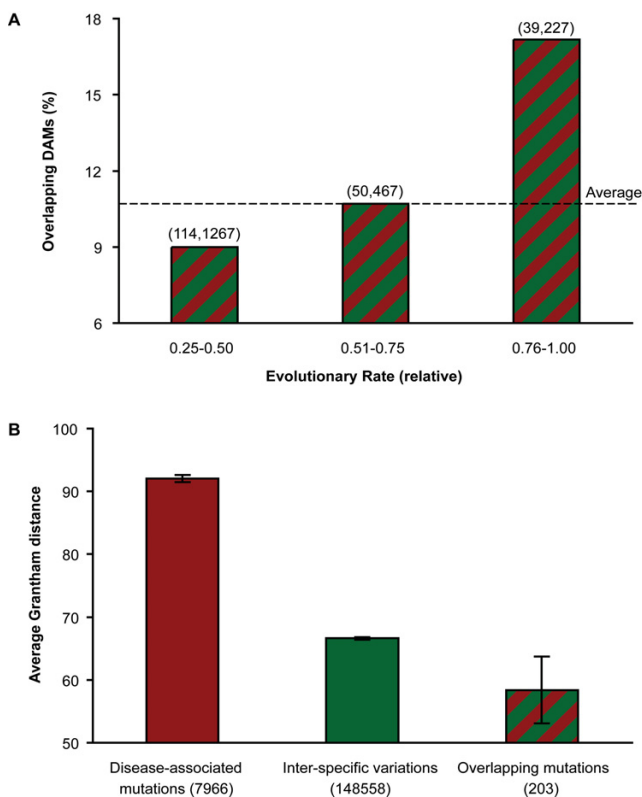 A
Overlapping DAMs (%)
18
15
12
9
6
(114,1267)
(50,467)
(39,227)
Average
0.25-0.50
0.51-0.75
0.76-1.00
Evolutionary Rate (relative)
B
Average Grantham distance
100
90
80
70
60
50
Disease-associated
mutations (7966)
Inter-specific variations
(148558)
Overlapping mutations
(203)